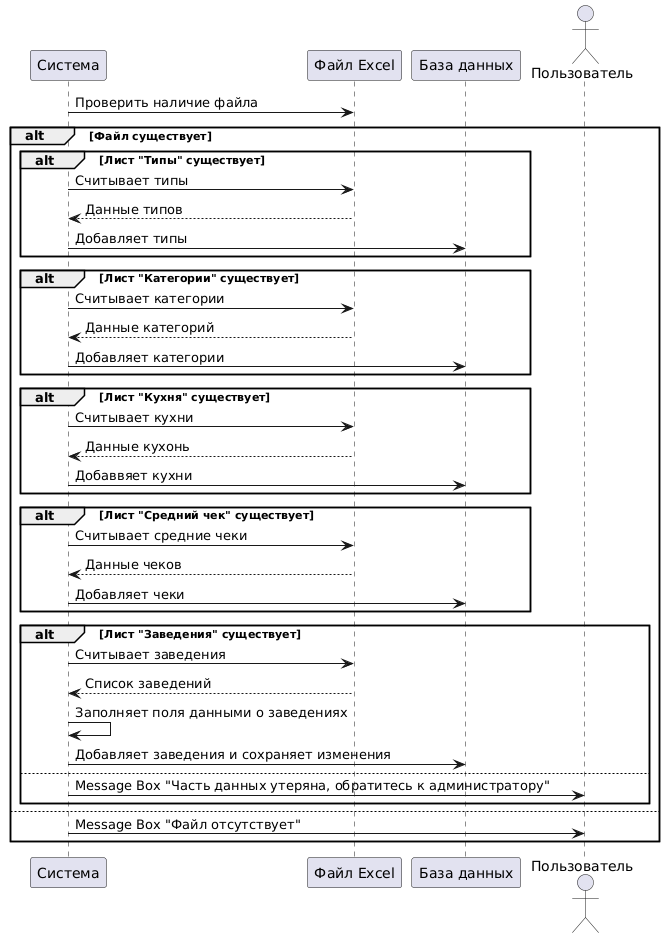 Пользователь
Система
Файл Excel
База данных
Проверить наличие файла
alt [Файл существует]
alt [Лист "Типы" существует]
Считывает типы
Данные типов
Добавляет типы
alt [Лист "Категории" существует]
Считывает категории
Данные категорий
Добавляет категории
alt [Лист "Кухня" существует]
Считывает кухни
Данные кухонь
Добаввяет кухни
alt [Лист "Средний чек" существует]
Считывает средние чеки
Данные чеков
Добавляет чеки
alt [Лист "Заведения" существует]
Считывает заведения
Список заведений
Заполняет поля данными о заведениях
Добавляет заведения и сохраняет изменения
Message Box "Часть данных утеряна, обратитесь к администратору"
Message Box "Файл отсутствует"
Система
Файл Excel
База данных
Пользователь